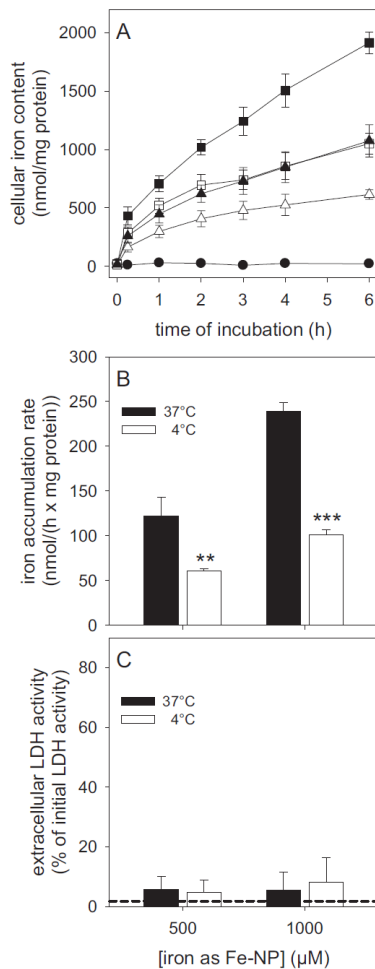 A
2000
1500
1000
500
0
cellular iron content
(nmol/mg protein)
0 1 2 3 4 5 6
time of incubation (h)
B
300
250
200
150
100
50
0
37°C
4°C
**
***
iron accumulation rate
(nmol/(h x mg protein))
C
80
60
40
20
0
37°C
4°C
extracellular LDH activity
(% of initial LDH activity)
500 1000
[iron as Fe-NP] (µM)